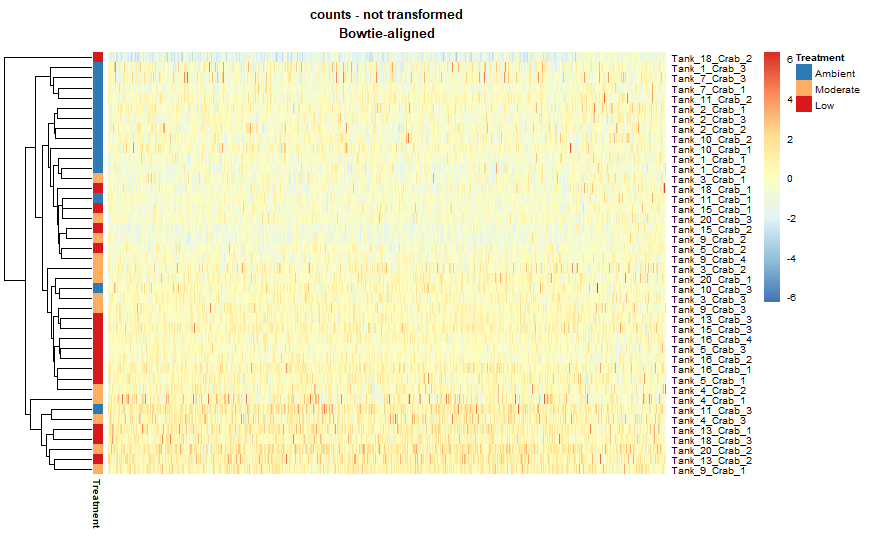 counts - not transformed
Bowtie-aligned
Tank_18_Crab_2
Tank_1_Crab_3
Tank_7_Crab_3
Tank_7_Crab_1
Tank_11_Crab_2
Tank_2_Crab_1
Tank_2_Crab_3
Tank_2_Crab_2
Tank_10_Crab_2
Tank_10_Crab_1
Tank_1_Crab_1
Tank_1_Crab_2
Tank_3_Crab_1
Tank_18_Crab_1
Tank_11_Crab_1
Tank_15_Crab_1
Tank_20_Crab_3
Tank_15_Crab_2
Tank_9_Crab_2
Tank_5_Crab_2
Tank_9_Crab_4
Tank_3_Crab_2
Tank_20_Crab_1
Tank_10_Crab_3
Tank_3_Crab_3
Tank_9_Crab_3
Tank_13_Crab_3
Tank_15_Crab_3
Tank_16_Crab_4
Tank_5_Crab_3
Tank_16_Crab_2
Tank_16_Crab_1
Tank_5_Crab_1
Tank_4_Crab_2
Tank_4_Crab_1
Tank_11_Crab_3
Tank_4_Crab_3
Tank_13_Crab_1
Tank_18_Crab_3
Tank_20_Crab_2
Tank_13_Crab_2
Tank_9_Crab_1
6
4
2
0
-2
-4
-6
Treatment
Ambient
Moderate
Low
Treatment